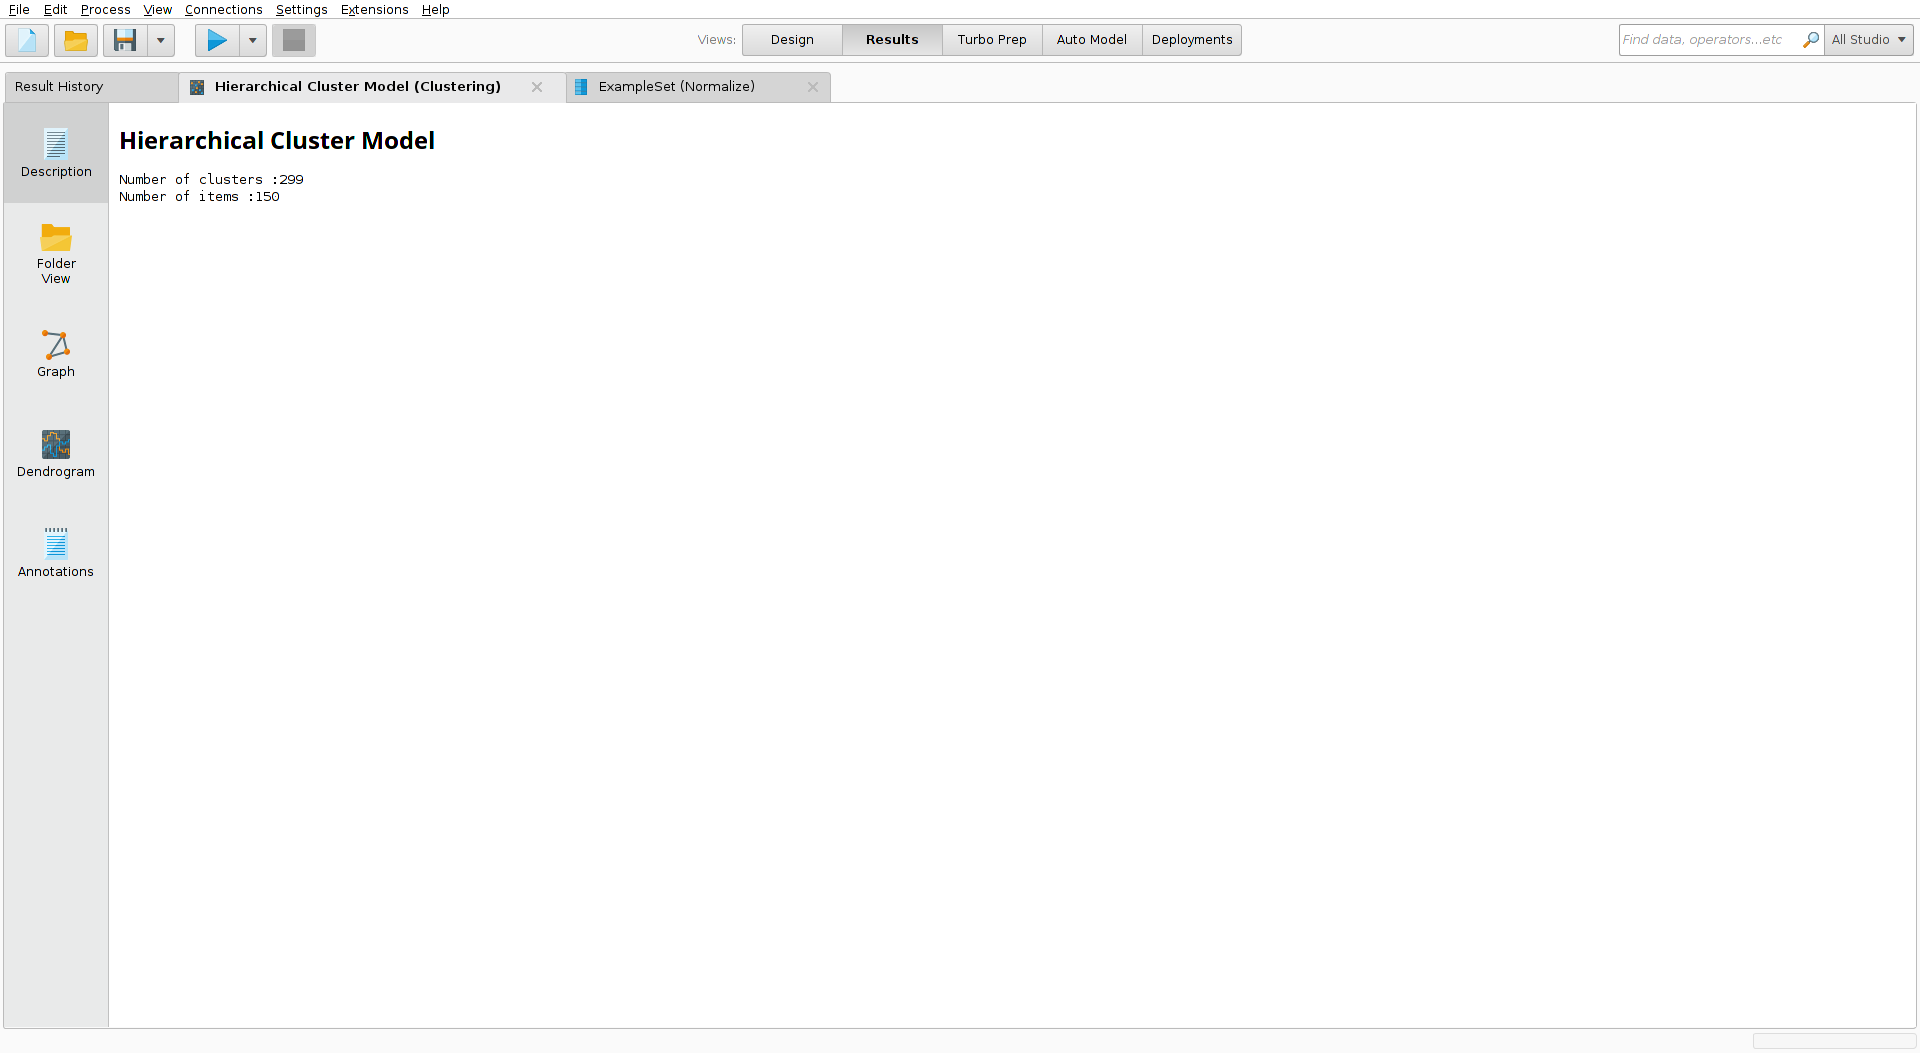 File Edit Process View Connections Settings Extensions Help
Views: Design Results Turbo Prep Auto Model Deployments Find data, operators...etc All Studio
Result History Hierarchical Cluster Model (Clustering) ExampleSet (Normalize)
Hierarchical Cluster Model
Number of clusters :299
Number of items :150
Description
Folder
View
Graph
Dendrogram
Annotations